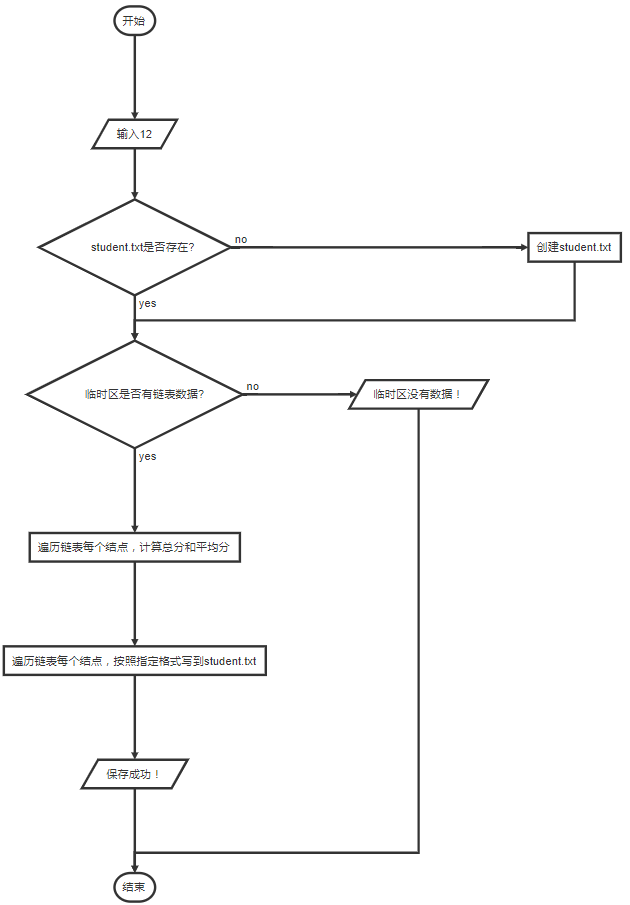 开始
输入12
student.txt是否存在?
no
创建student.txt
yes
临时区是否有链表数据?
no
临时区没有数据！
yes
遍历链表每个结点，计算总分和平均分
遍历链表每个结点，按照指定格式写到student.txt
保存成功！
结束